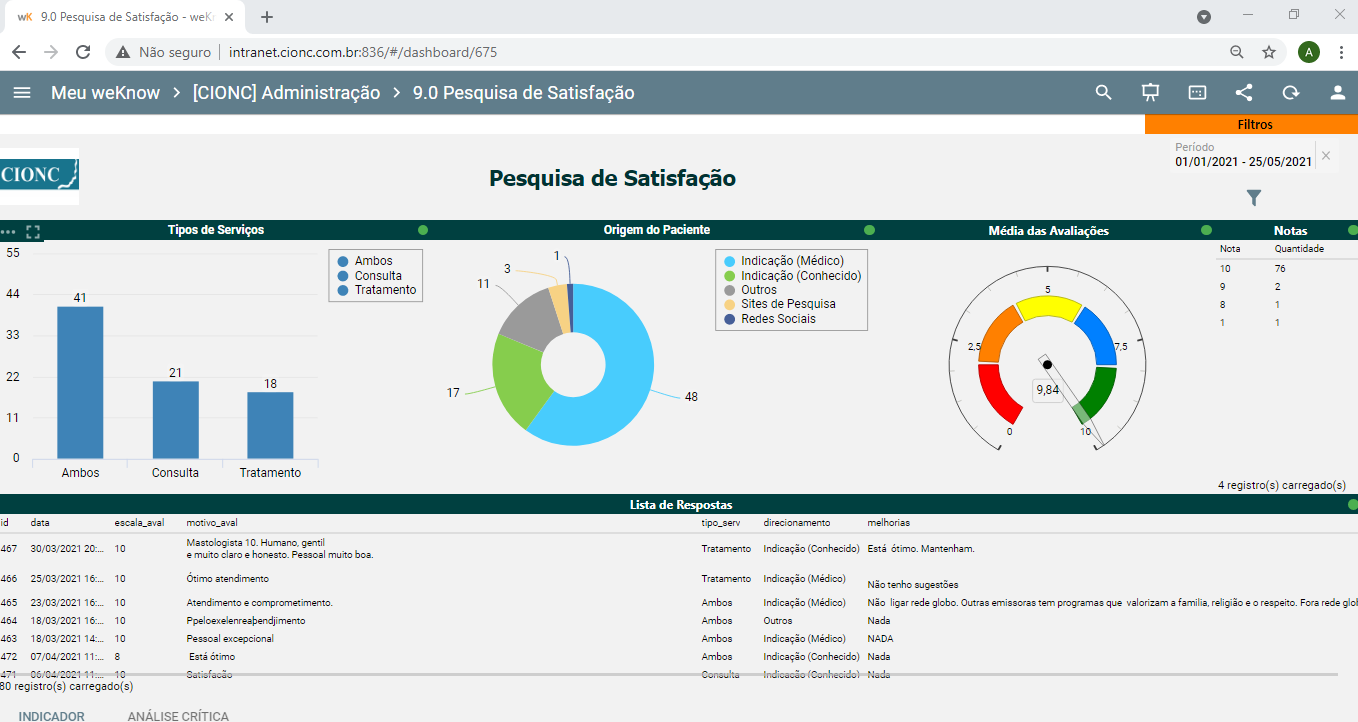 wK 9.0 Pesquisa de Satisfação - weK
Não seguro intranet.cionc.com.br:836/#/dashboard/675 A
Meu weKnow > [CIONC] Administração > 9.0 Pesquisa de Satisfação
Filtros
Período
01/01/2021 - 25/05/2021
CIONC
Pesquisa de Satisfação
Tipos de Serviços
55
44
33
22
11
0
41
21
18
Ambos
Consulta
Tratamento
Ambos
Consulta
Tratamento
Origem do Paciente
1
3
11
17
48
Indicação (Médico)
Indicação (Conhecido)
Outros
Sites de Pesquisa
Redes Sociais
Média das Avaliações
5
2,5
7,5
9,84
0
10
Notas
Nota Quantidade
10 76
9 2
8 1
1 1
4 registro(s) carregado(s)
Lista de Respostas
id data escala_aval motivo_aval tipo_serv direcionamento melhorias
467 30/03/2021 20:... 10 Mastologista 10. Humano, gentil
e muito claro e honesto. Pessoal muito boa. Tratamento Indicação (Conhecido) Está ótimo. Mantenham.
466 25/03/2021 16:... 10 Ótimo atendimento Tratamento Indicação (Médico) Não tenho sugestões
465 23/03/2021 16:... 10 Atendimento e comprometimento. Ambos Indicação (Médico) Não ligar rede globo. Outras emissoras tem programas que valorizam a familia, religião e o respeito. Fora rede glo
464 18/03/2021 16:... 10 Ppeloexelenreaþendjimento Ambos Outros Nada
463 18/03/2021 14:... 10 Pessoal excepcional Ambos Indicação (Médico) NADA
472 07/04/2021 11:... 8 Está ótimo Ambos Indicação (Conhecido) Nada
471 06/04/2021 11:... 10 Satisfação Consulta Indicação (Conhecido) Nada
80 registro(s) carregado(s)
INDICADOR ANÁLISE CRÍTICA